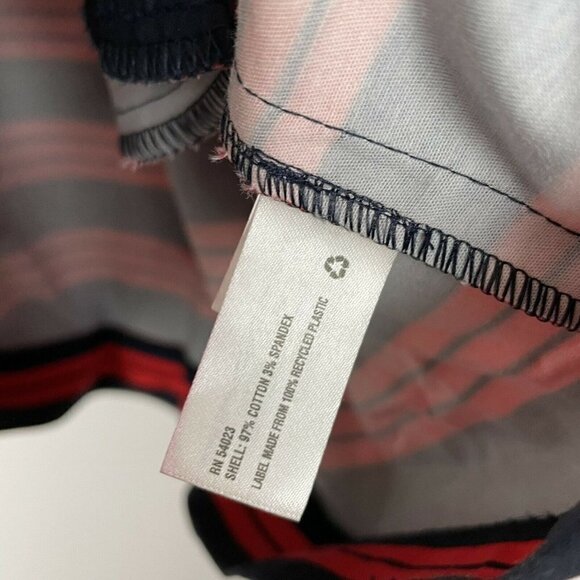 RN 54023
SHELL: 97% COTTON 3% SPANDEX
LABEL MADE FROM 100% RECYCLED PLASTIC